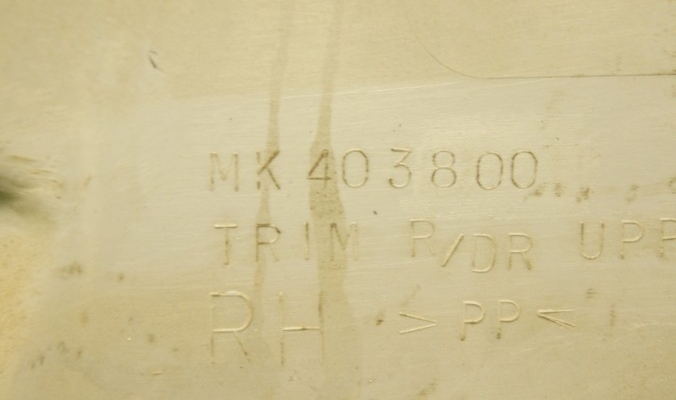 MK403800
TRIM R/DR UPP
RH >PP<